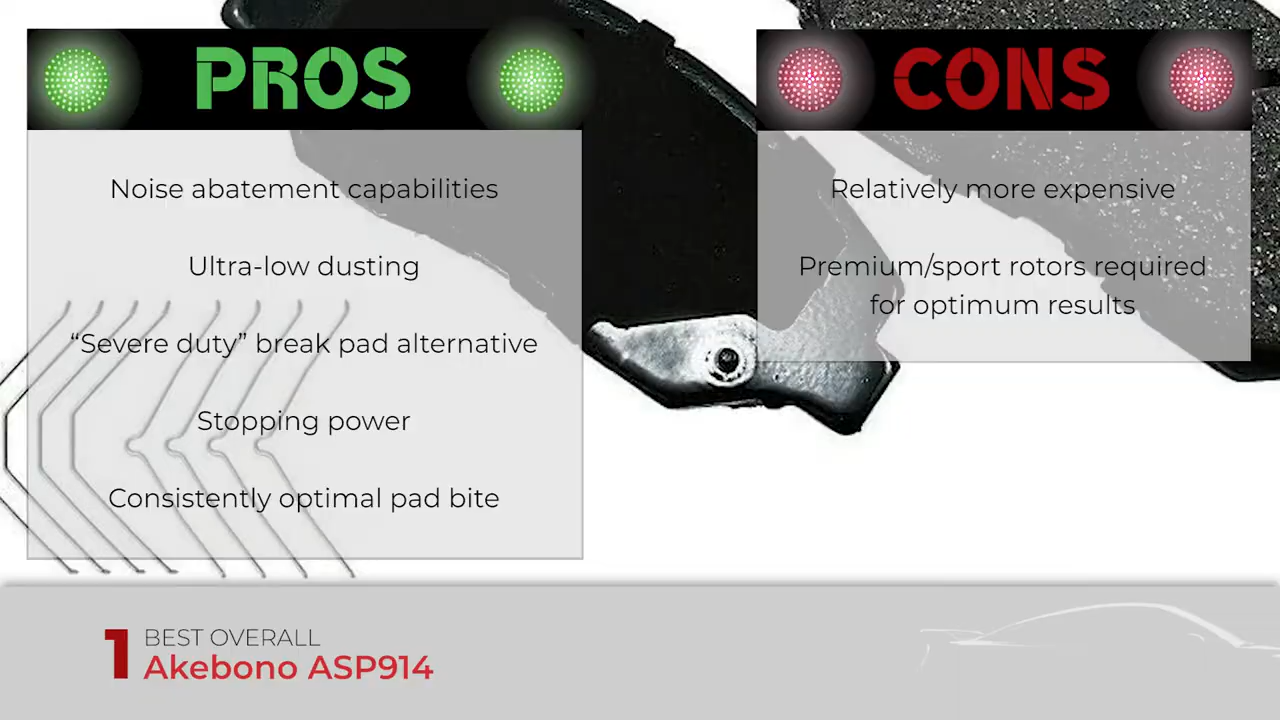 PROS
Noise abatement capabilities
Ultra-low dusting
“Severe duty” break pad alternative
Stopping power
Consistently optimal pad bite
CONS
Relatively more expensive
Premium/sport rotors required
for optimum results
1
BEST OVERALL
Akebono ASP914